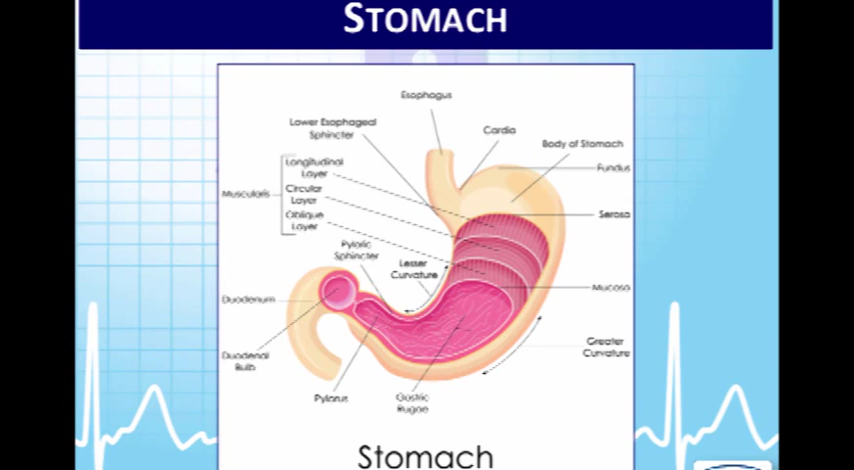 STOMACH
Esophagus
Lower Esophageal
Sphincter
Cardia
Body of Stomach
Longitudinal
Layer
Fundus
Muscularis
Circular
Layer
Oblique
Layer
Serosa
Pyloric
Sphincter
Lesser
Curvature
Mucosa
Duodenum
Greater
Curvature
Duodenal
Bulb
Pylorus
Gastric
Rugae
Stomach